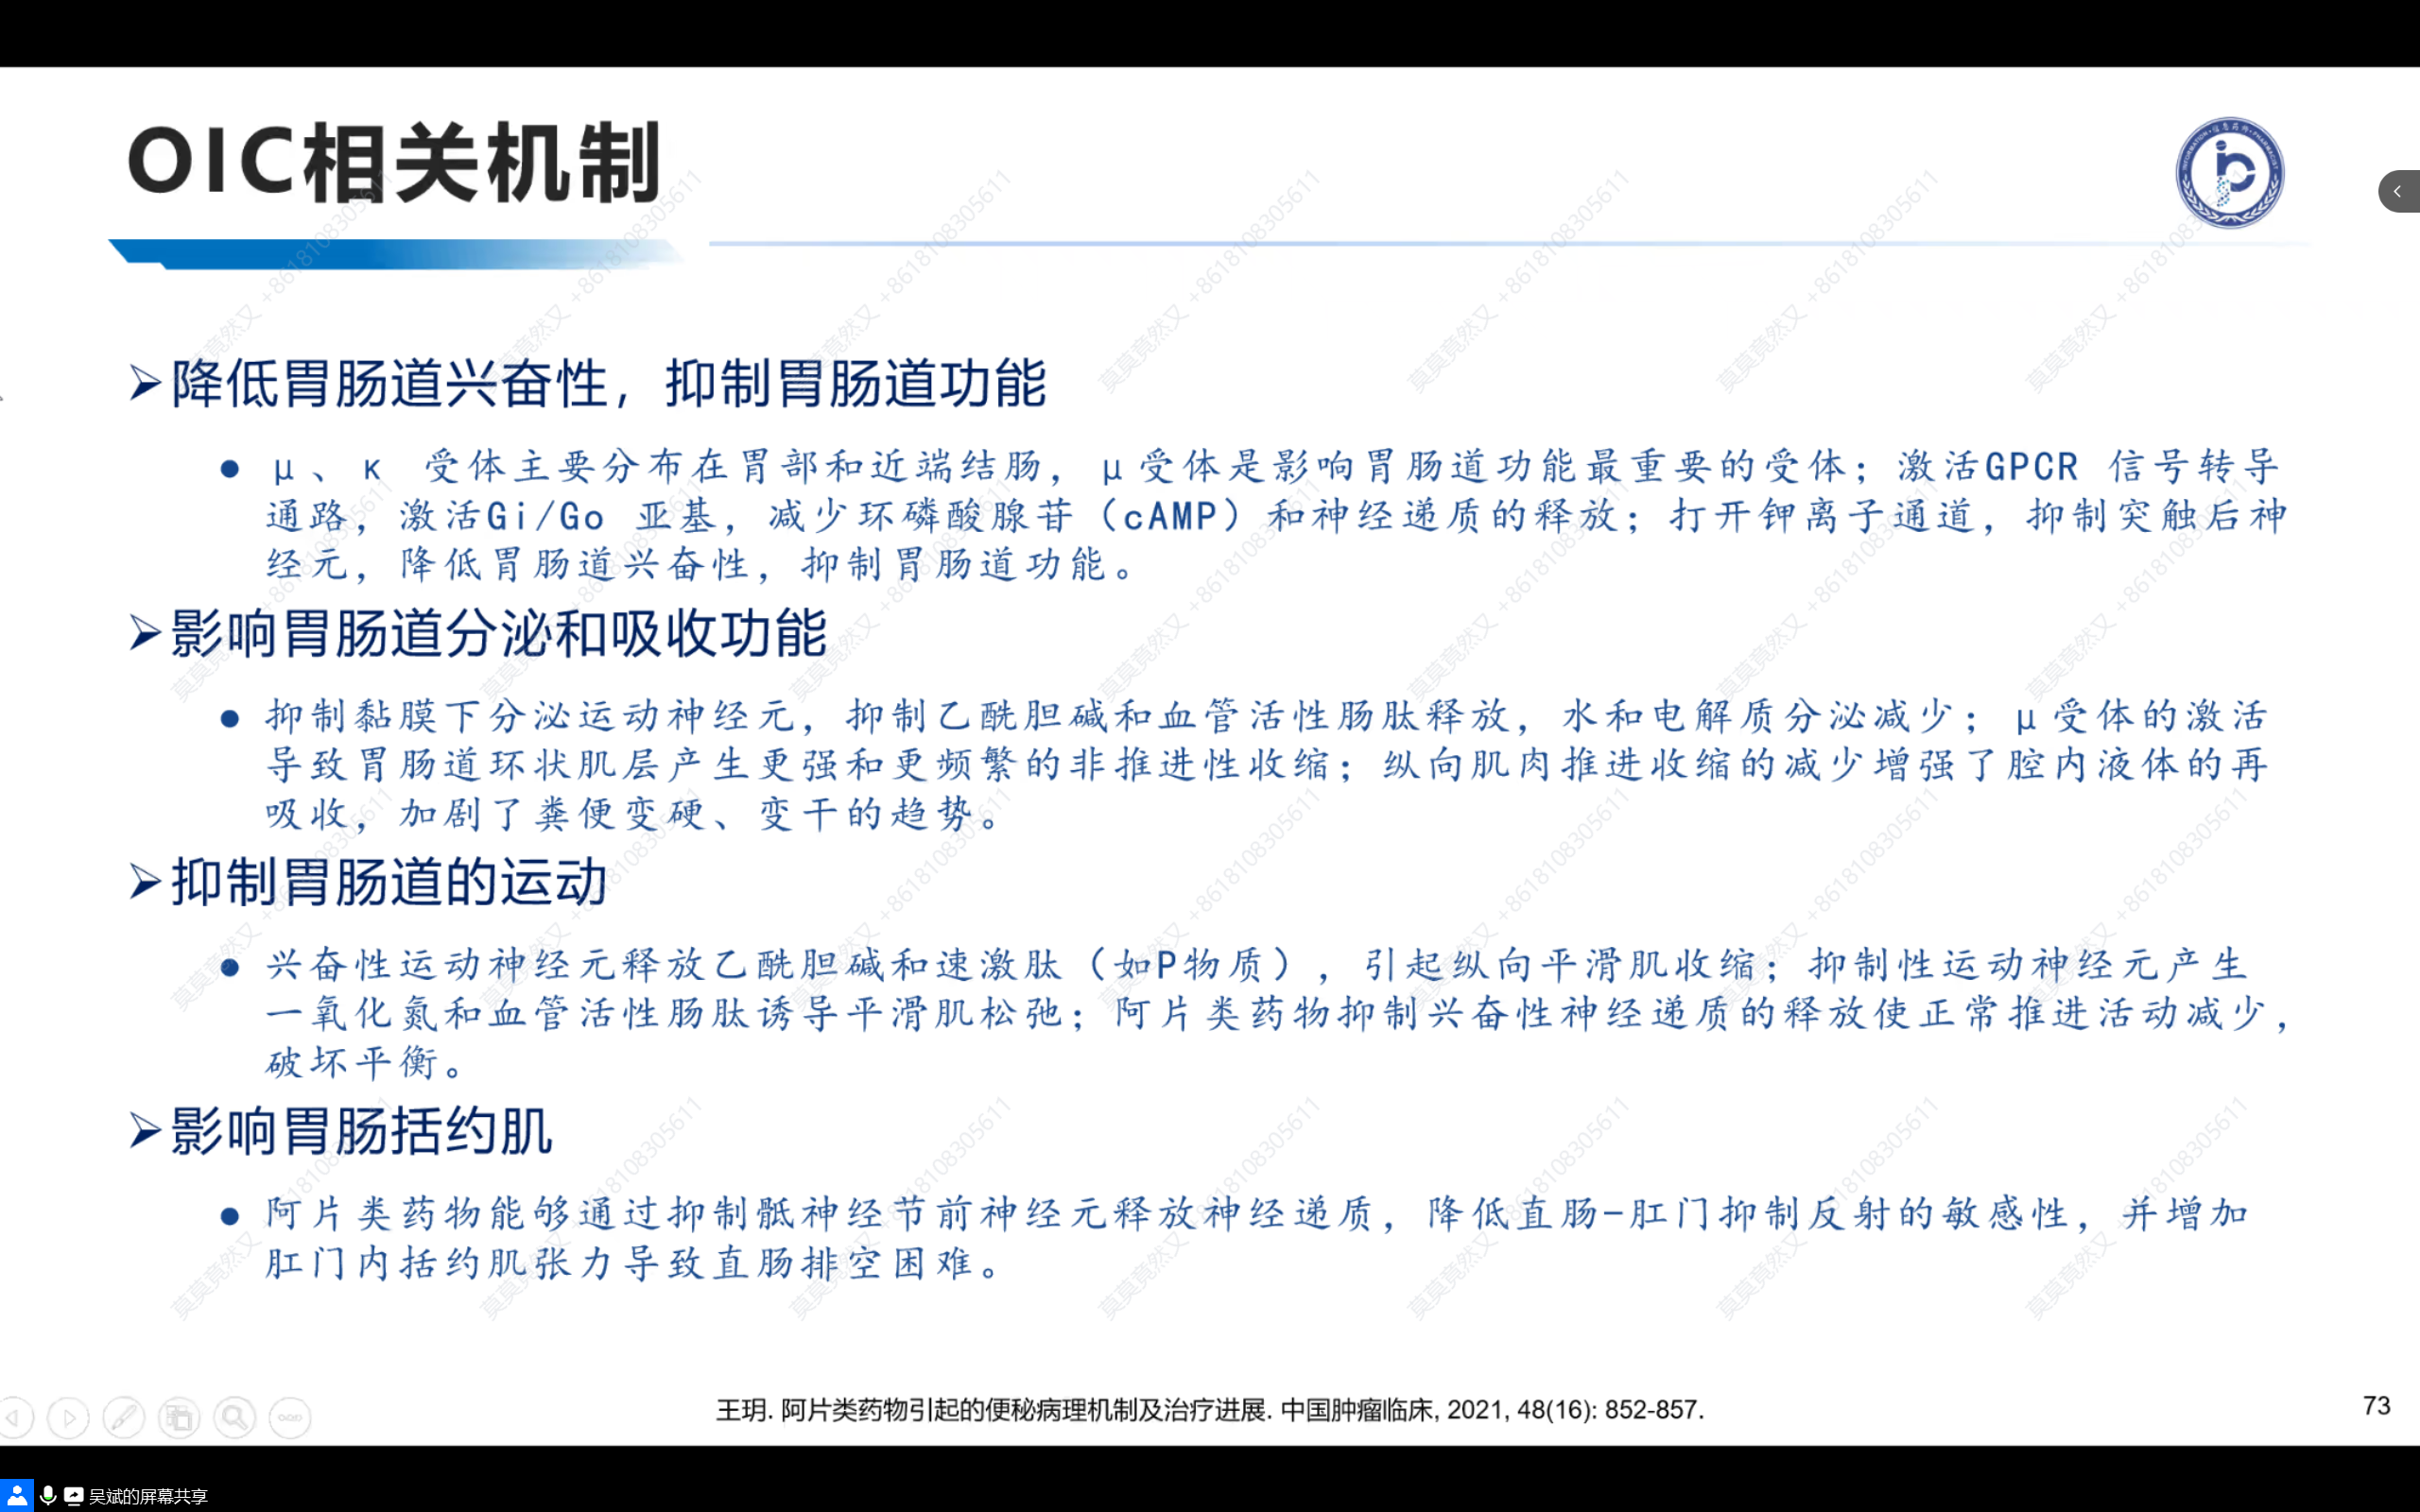 OIC相关机制
➢降低胃肠道兴奋性，抑制胃肠道功能
● μ、κ 受体主要分布在胃部和近端结肠，μ受体是影响胃肠道功能最重要的受体；激活GPCR 信号转导
通路，激活Gi/Go 亚基，减少环磷酸腺苷（cAMP）和神经递质的释放；打开钾离子通道，抑制突触后神
经元，降低胃肠道兴奋性，抑制胃肠道功能。
➢影响胃肠道分泌和吸收功能
● 抑制黏膜下分泌运动神经元，抑制乙酰胆碱和血管活性肠肽释放，水和电解质分泌减少；μ受体的激活
导致胃肠道环状肌层产生更强和更频繁的非推进性收缩；纵向肌肉推进收缩的减少增强了腔内液体的再
吸收，加剧了粪便变硬、变干的趋势。
➢抑制胃肠道的运动
● 兴奋性运动神经元释放乙酰胆碱和速激肽（如P物质），引起纵向平滑肌收缩；抑制性运动神经元产生
一氧化氮和血管活性肠肽诱导平滑肌松弛；阿片类药物抑制兴奋性神经递质的释放使正常推进活动减少，
破坏平衡。
➢影响胃肠括约肌
● 阿片类药物能够通过抑制骶神经节前神经元释放神经递质，降低直肠-肛门抑制反射的敏感性，并增加
肛门内括约肌张力导致直肠排空困难。
王玥. 阿片类药物引起的便秘病理机制及治疗进展. 中国肿瘤临床, 2021, 48(16): 852-857.
73
吴斌的屏幕共享
莫莫竟然又 +8618108305611